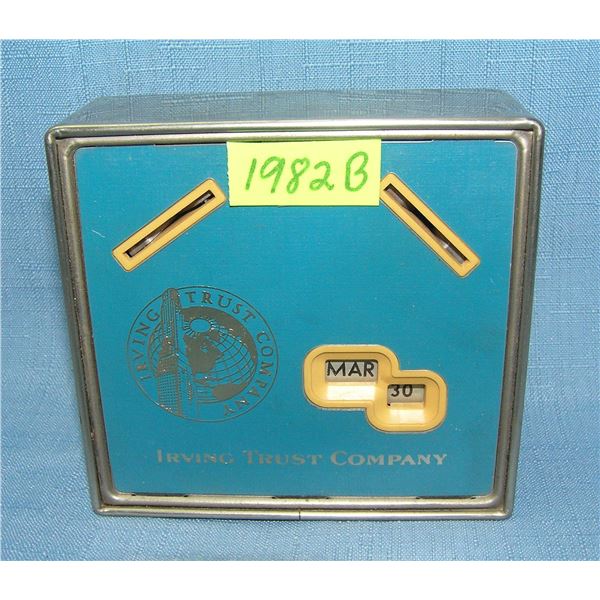 1982B
IRVING TRUST COMPANY
MAR
30
IRVING TRUST COMPANY